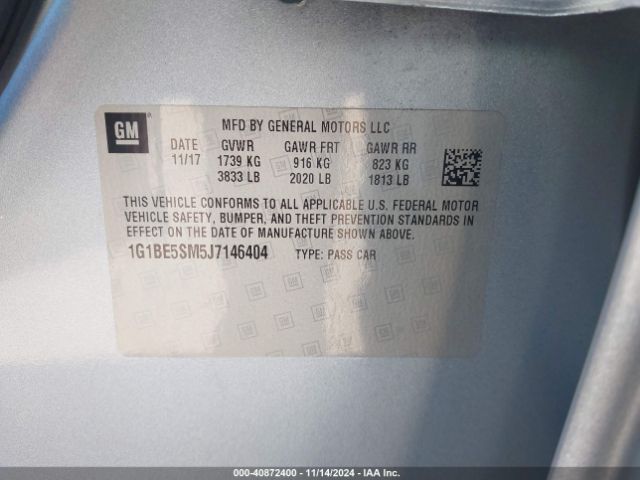 GM
MFD BY GENERAL MOTORS LLC
DATE GVWR GAWR FRT GAWR RR
11/17 1739 KG 916 KG 823 KG
3833 LB 2020 LB 1813 LB
THIS VEHICLE CONFORMS TO ALL APPLICABLE U.S. FEDERAL MOTOR
VEHICLE SAFETY, BUMPER, AND THEFT PREVENTION STANDARDS IN
EFFECT ON THE DATE OF MANUFACTURE SHOWN ABOVE.
1G1BE5SM5J7146404 TYPE: PASS CAR
000-40872400 - 11/14/2024 - IAA Inc.